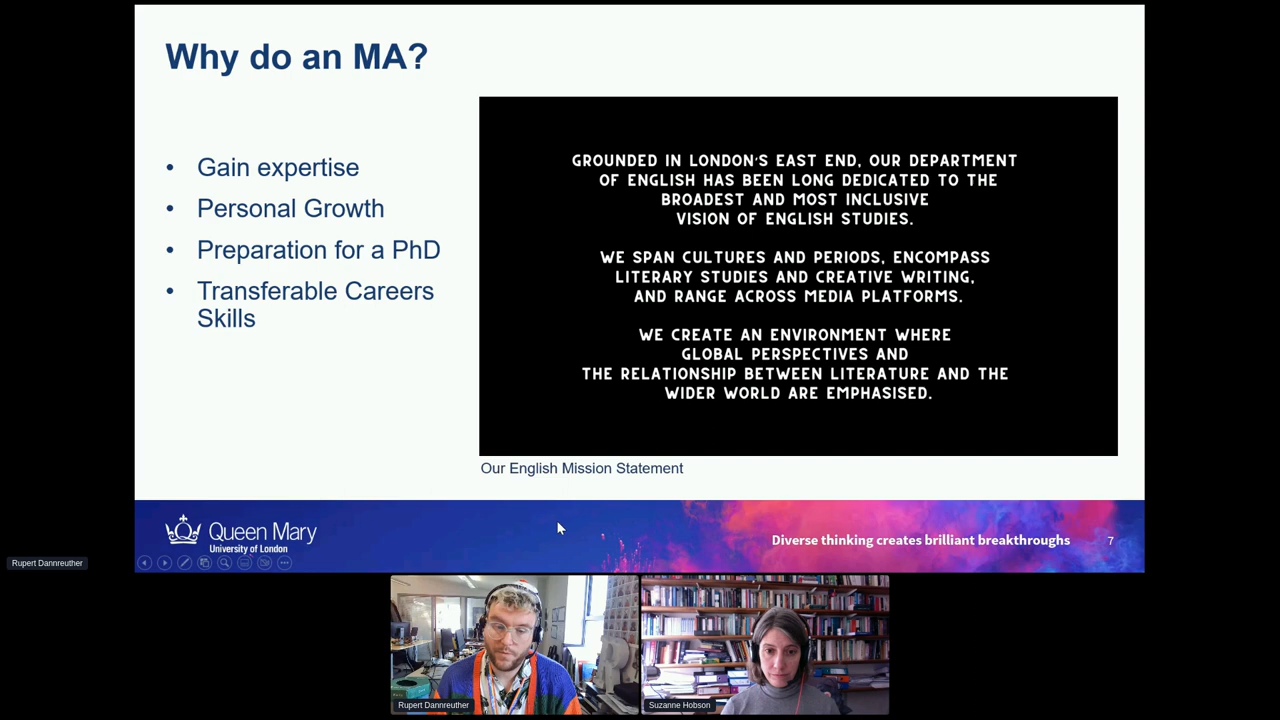 Why do an MA?
• Gain expertise
• Personal Growth
• Preparation for a PhD
• Transferable Careers
Skills
GROUNDED IN LONDON'S EAST END, OUR DEPARTMENT
OF ENGLISH HAS BEEN LONG DEDICATED TO THE
BROADEST AND MOST INCLUSIVE
VISION OF ENGLISH STUDIES.
WE SPAN CULTURES AND PERIODS, ENCOMPASS
LITERARY STUDIES AND CREATIVE WRITING,
AND RANGE ACROSS MEDIA PLATFORMS.
WE CREATE AN ENVIRONMENT WHERE
GLOBAL PERSPECTIVES AND
THE RELATIONSHIP BETWEEN LITERATURE AND THE
WIDER WORLD ARE EMPHASISED.
Our English Mission Statement
Queen Mary
University of London
Diverse thinking creates brilliant breakthroughs
7
Rupert Dannreuther
Rupert Dannreuther
Suzanne Hobson